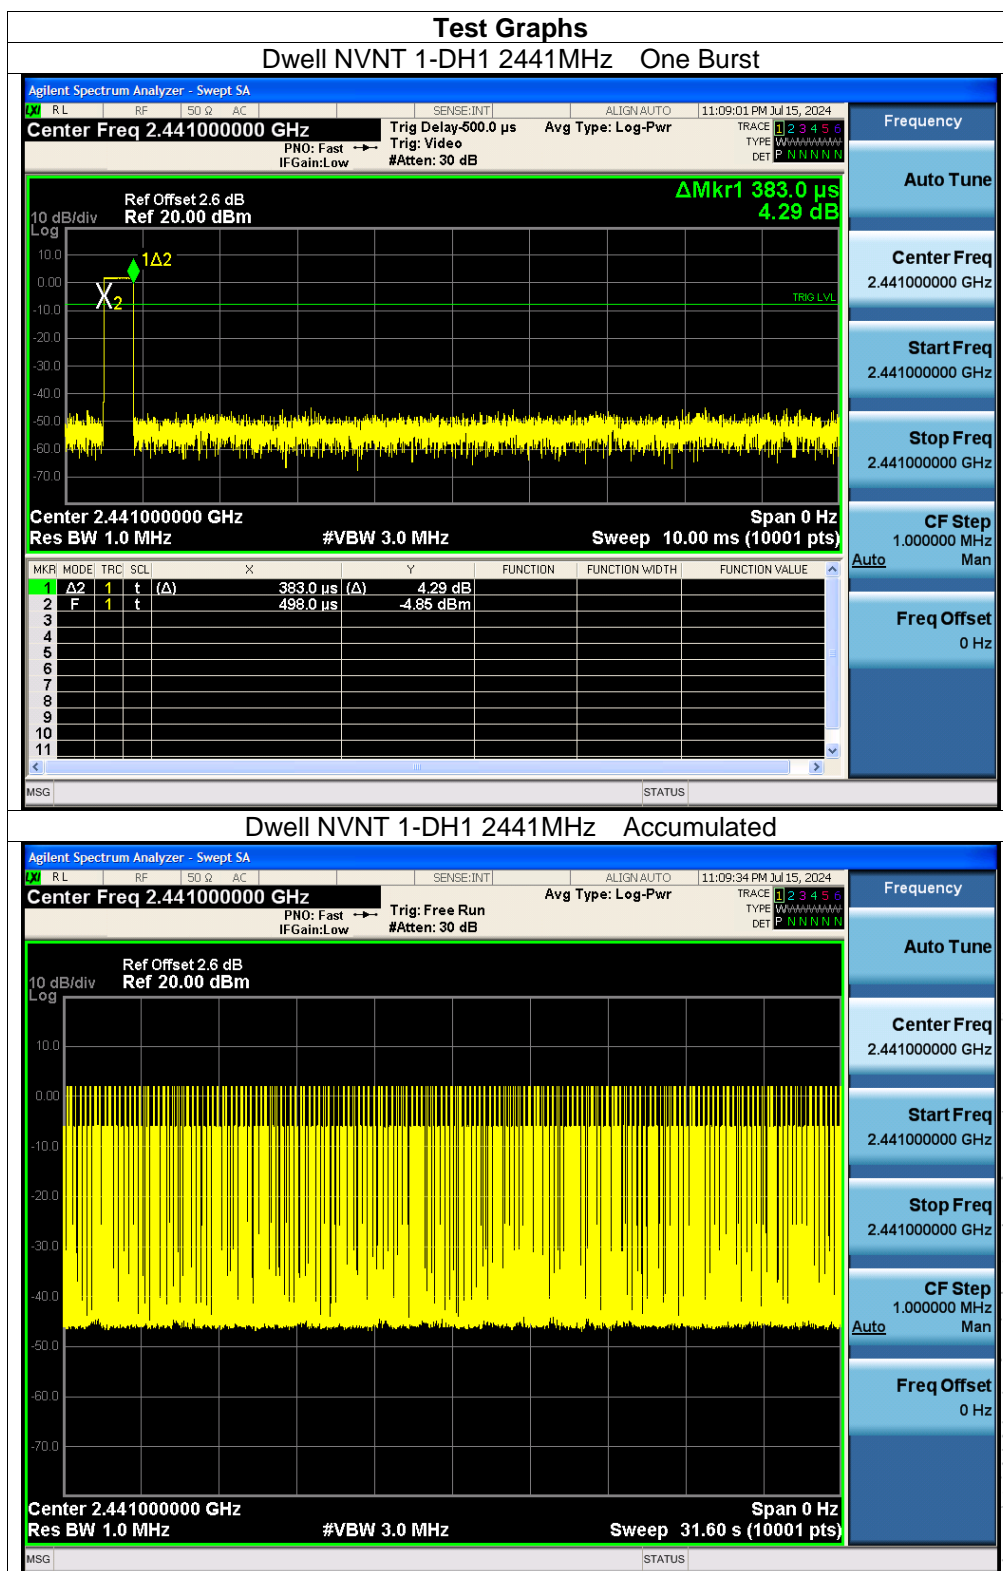 Test Graphs
Dwell NVNT 1-DH1 2441MHz One Burst
Agilent Spectrum Analyzer - Swept SA
LXI RL RF 50 Ω AC SENSE:INT ALIGN AUTO 11:09:01 PM Jul 15, 2024
Center Freq 2.441000000 GHz Trig Delay-500.0 µs Avg Type: Log-Pwr TRACE 1 2 3 4 5 6
PNO: Fast Trig: Video TYPE WWWWWW
IFGain:Low #Atten: 30 dB DET P N N N N N
Frequency
Auto Tune
Center Freq
2.441000000 GHz
Start Freq
2.441000000 GHz
Stop Freq
2.441000000 GHz
CF Step
1.000000 MHz
Auto Man
Freq Offset
0 Hz
ΔMkr1 383.0 µs
4.29 dB
Ref Offset 2.6 dB
10 dB/div Ref 20.00 dBm
Log
10.0
0.00
-10.0
-20.0
-30.0
-40.0
-50.0
-60.0
-70.0
1Δ2
X2
TRIG LVL
Center 2.441000000 GHz Span 0 Hz
Res BW 1.0 MHz #VBW 3.0 MHz Sweep 10.00 ms (10001 pts)
MKR MODE TRC SCL X Y FUNCTION FUNCTION WIDTH FUNCTION VALUE
1 Δ2 1 t (Δ) 383.0 µs (Δ) 4.29 dB
2 F 1 t 498.0 µs -4.85 dBm
3
4
5
6
7
8
9
10
11
MSG STATUS
Dwell NVNT 1-DH1 2441MHz Accumulated
Agilent Spectrum Analyzer - Swept SA
LXI RL RF 50 Ω AC SENSE:INT ALIGN AUTO 11:09:34 PM Jul 15, 2024
Center Freq 2.441000000 GHz Avg Type: Log-Pwr TRACE 1 2 3 4 5 6
PNO: Fast Trig: Free Run TYPE WWWWWW
IFGain:Low #Atten: 30 dB DET P N N N N N
Frequency
Auto Tune
Center Freq
2.441000000 GHz
Start Freq
2.441000000 GHz
Stop Freq
2.441000000 GHz
CF Step
1.000000 MHz
Auto Man
Freq Offset
0 Hz
Ref Offset 2.6 dB
10 dB/div Ref 20.00 dBm
Log
10.0
0.00
-10.0
-20.0
-30.0
-40.0
-50.0
-60.0
-70.0
Center 2.441000000 GHz Span 0 Hz
Res BW 1.0 MHz #VBW 3.0 MHz Sweep 31.60 s (10001 pts)
MSG STATUS